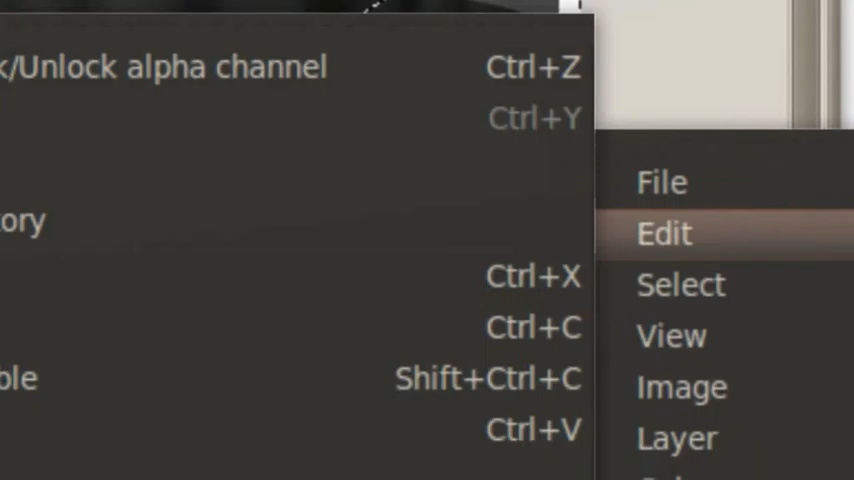 /Unlock alpha channel Ctrl+Z
Ctrl+Y
File
ory
Edit
Ctrl+X
Select
Ctrl+C
View
ble Shift+Ctrl+C
Image
Ctrl+V
Layer